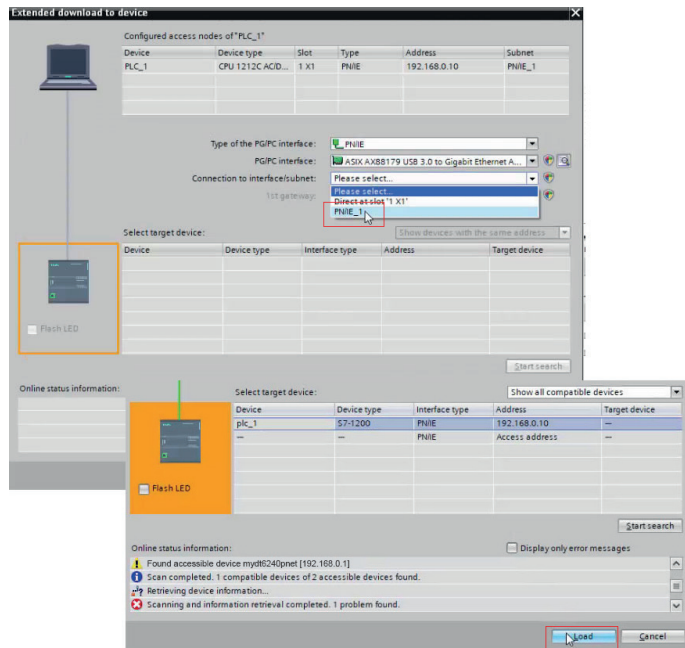 Extended download to device
Configured access nodes of "PLC_1"
Device Device type Slot Type Address Subnet
PLC_1 CPU 1212C AC/D... 1 X1 PN/IE 192.168.0.10 PN/IE_1
Type of the PG/PC interface: PN/IE
PG/PC interface: ASIX AX88179 USB 3.0 to Gigabit Ethernet A...
Connection to interface/subnet: Please select...
Please select...
1st gateway: Direct at slot '1 X1'
PN/IE_1
Select target device: Show devices with the same address
Device Device type Interface type Address Target device
Flash LED
Start search
Online status information:
Select target device: Show all compatible devices
Device Device type Interface type Address Target device
plc_1 S7-1200 PN/IE 192.168.0.10 --
-- -- PN/IE Access address --
Flash LED
Start search
Online status information: Display only error messages
Found accessible device mydt6240pnet [192.168.0.1]
Scan completed. 1 compatible devices of 2 accessible devices found.
Retrieving device information...
Scanning and information retrieval completed. 1 problem found.
Load Cancel